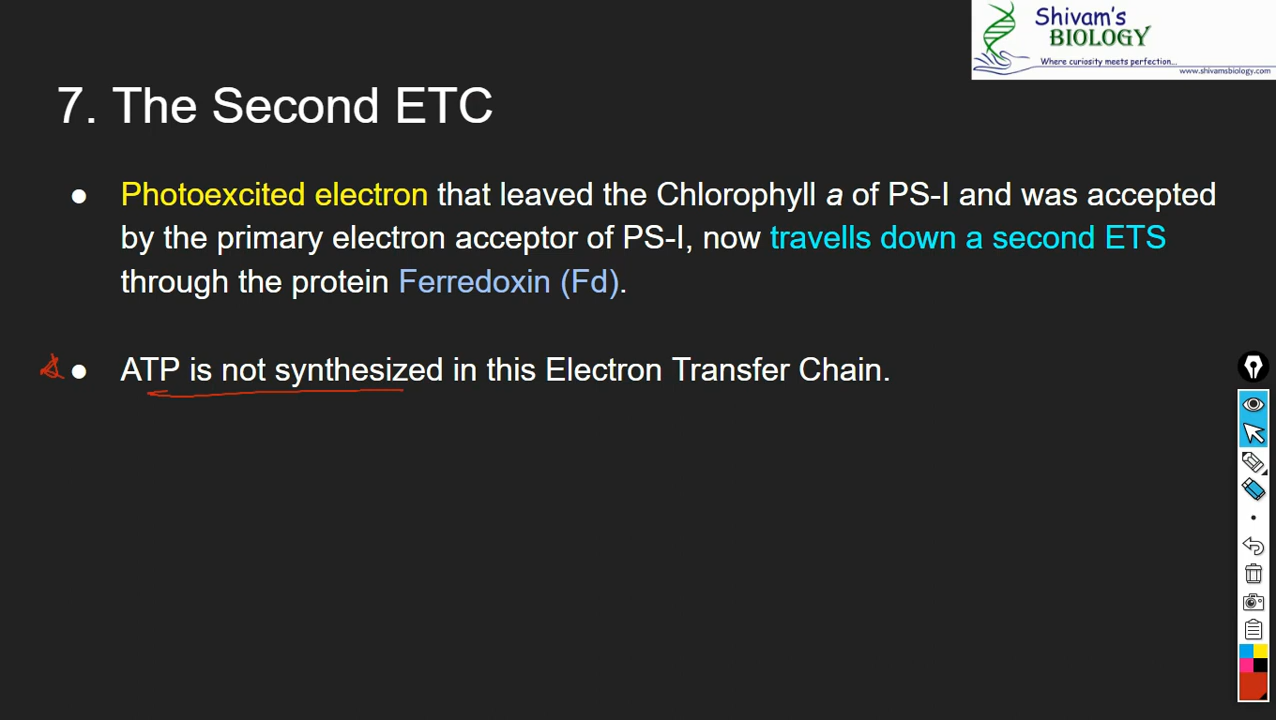 Shivam's
BIOLOGY
Where curiosity meets perfection...
www.shivamsbiology.com
7. The Second ETC
● Photoexcited electron that leaved the Chlorophyll a of PS-I and was accepted
by the primary electron acceptor of PS-I, now travells down a second ETS
through the protein Ferredoxin (Fd).
● ATP is not synthesized in this Electron Transfer Chain.